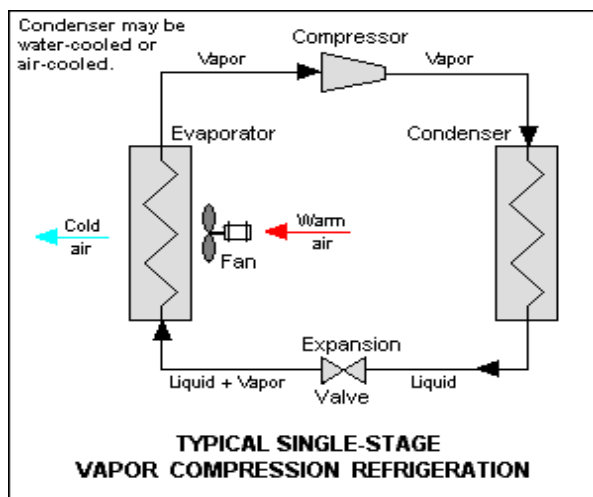 Condenser may be
water-cooled or
air-cooled.
Compressor
Vapor
Vapor
Evaporator
Condenser
Cold
air
Warm
air
Fan
Expansion
Valve
Liquid + Vapor
Liquid
TYPICAL SINGLE-STAGE
VAPOR COMPRESSION REFRIGERATION